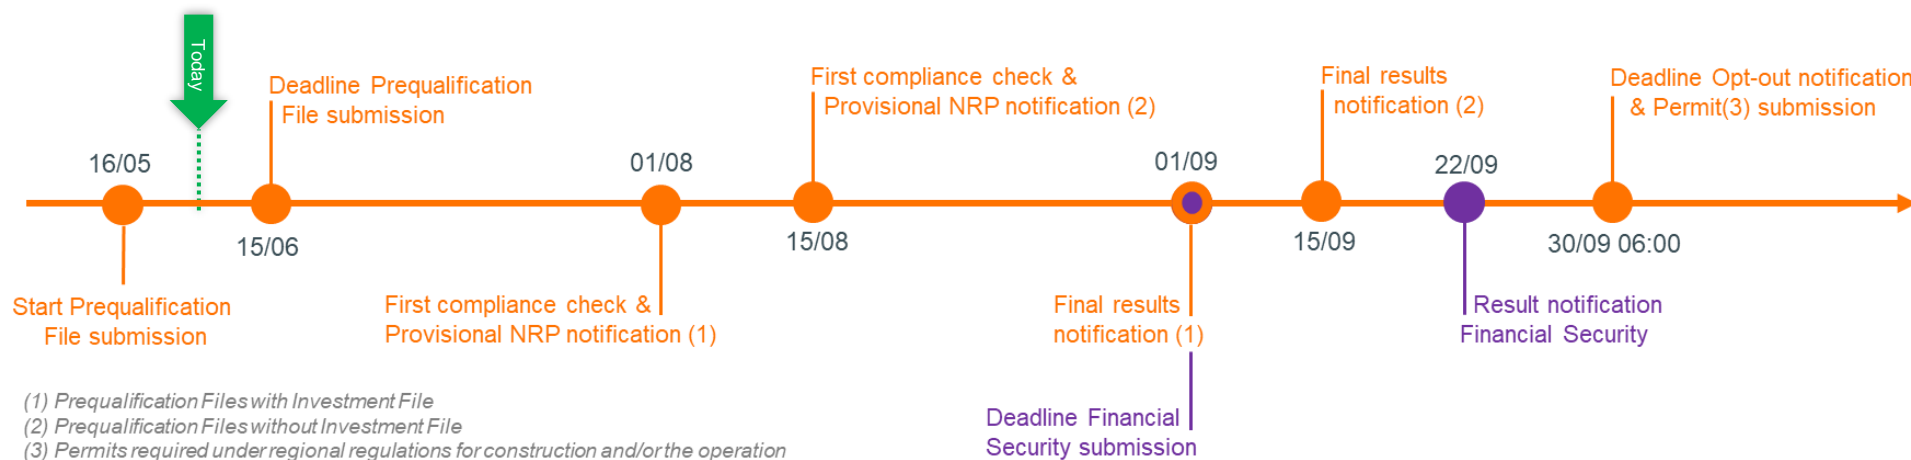 Today
Deadline Prequalification
File submission
First compliance check &
Provisional NRP notification (2)
Final results
notification (2)
Deadline Opt-out notification
& Permit(3) submission
16/05
01/08
01/09
22/09
15/06
15/08
15/09
30/09 06:00
Start Prequalification
File submission
First compliance check &
Provisional NRP notification (1)
Final results
notification (1)
Result notification
Financial Security
Deadline Financial
Security submission
(1) Prequalification Files with Investment File
(2) Prequalification Files without Investment File
(3) Permits required under regional regulations for construction and/or the operation